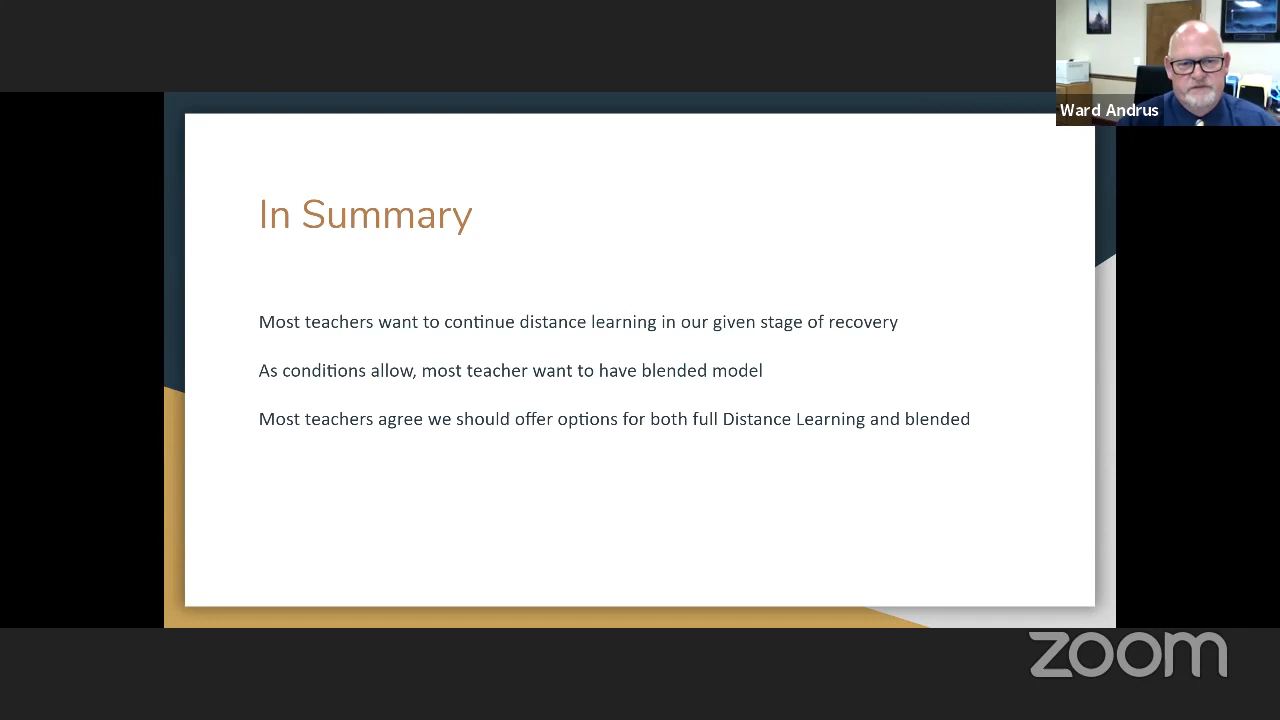 Ward Andrus
In Summary
Most teachers want to continue distance learning in our given stage of recovery
As conditions allow, most teacher want to have blended model
Most teachers agree we should offer options for both full Distance Learning and blended
zoom